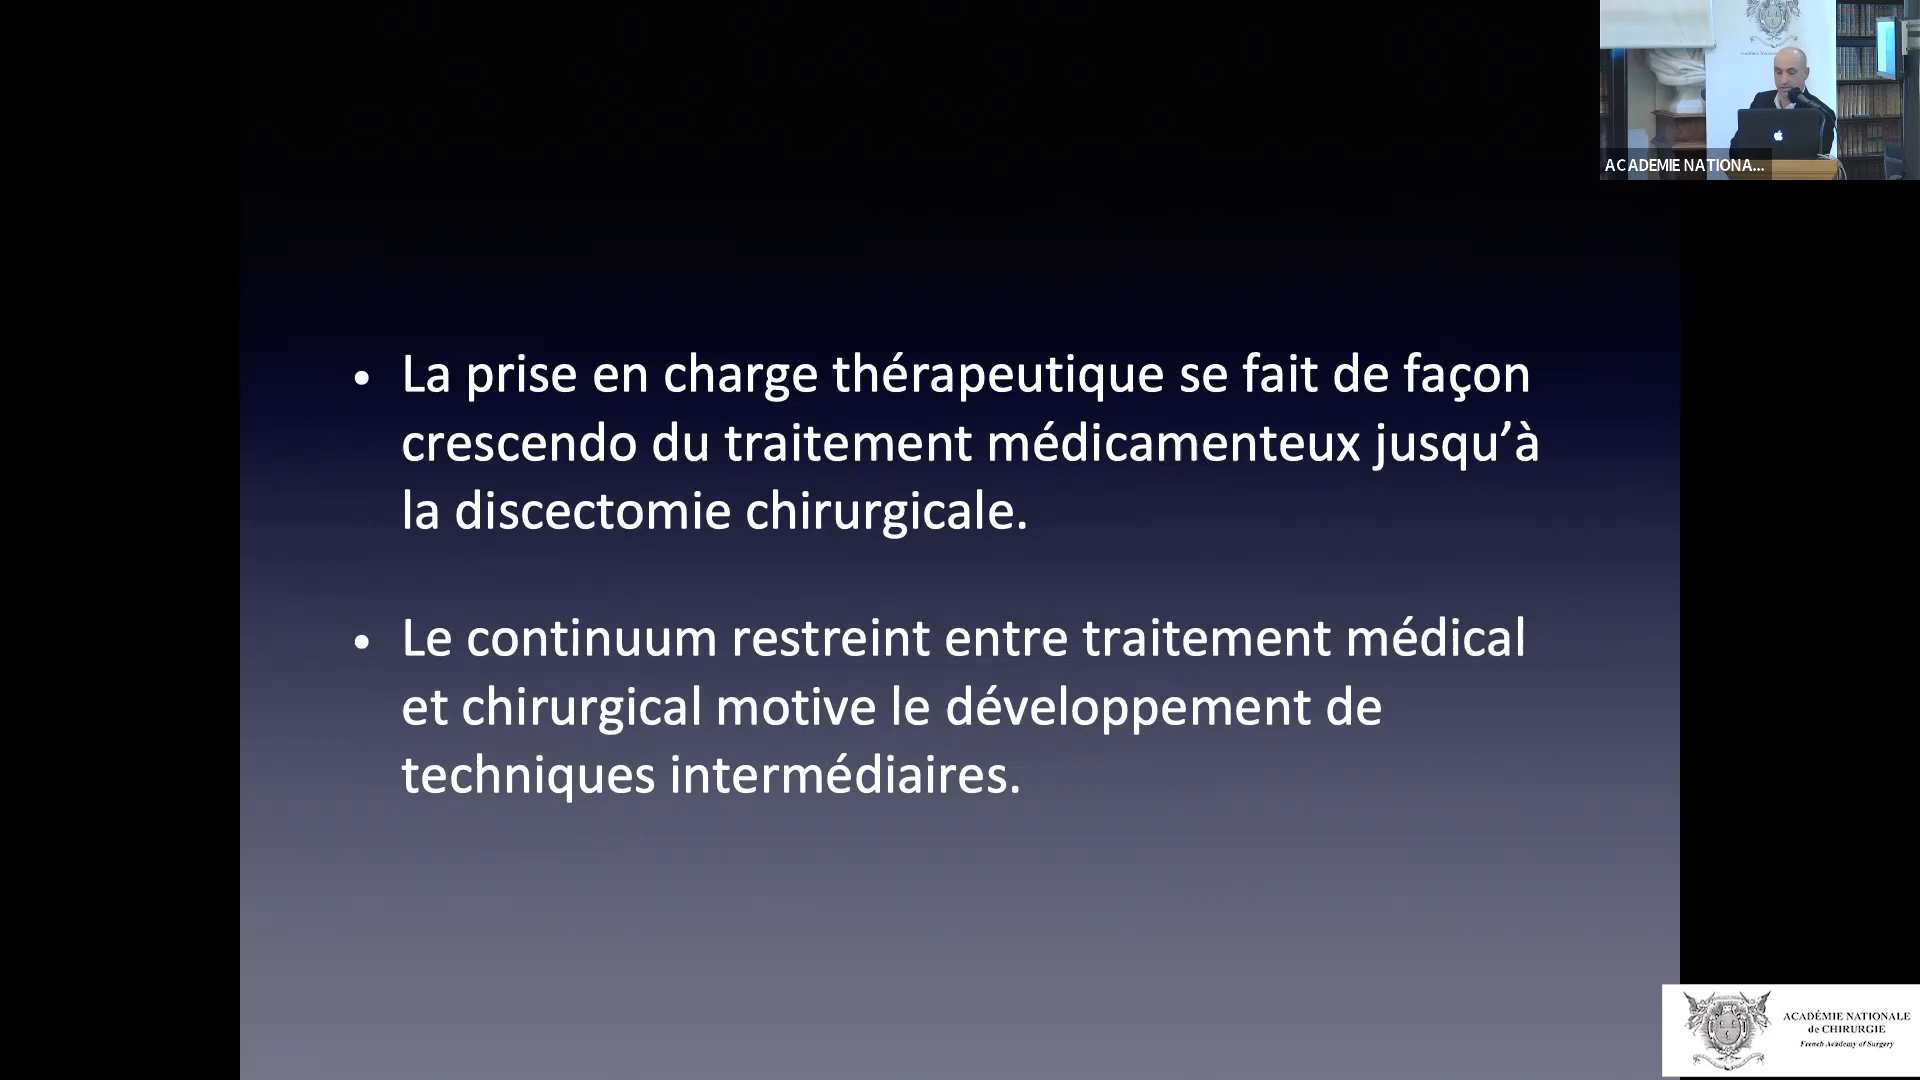 ACADEMIE NATIONA...
• La prise en charge thérapeutique se fait de façon
crescendo du traitement médicamenteux jusqu’à
la discectomie chirurgicale.
• Le continuum restreint entre traitement médical
et chirurgical motive le développement de
techniques intermédiaires.
ACADÉMIE NATIONALE
de CHIRURGIE
French Academy of Surgery